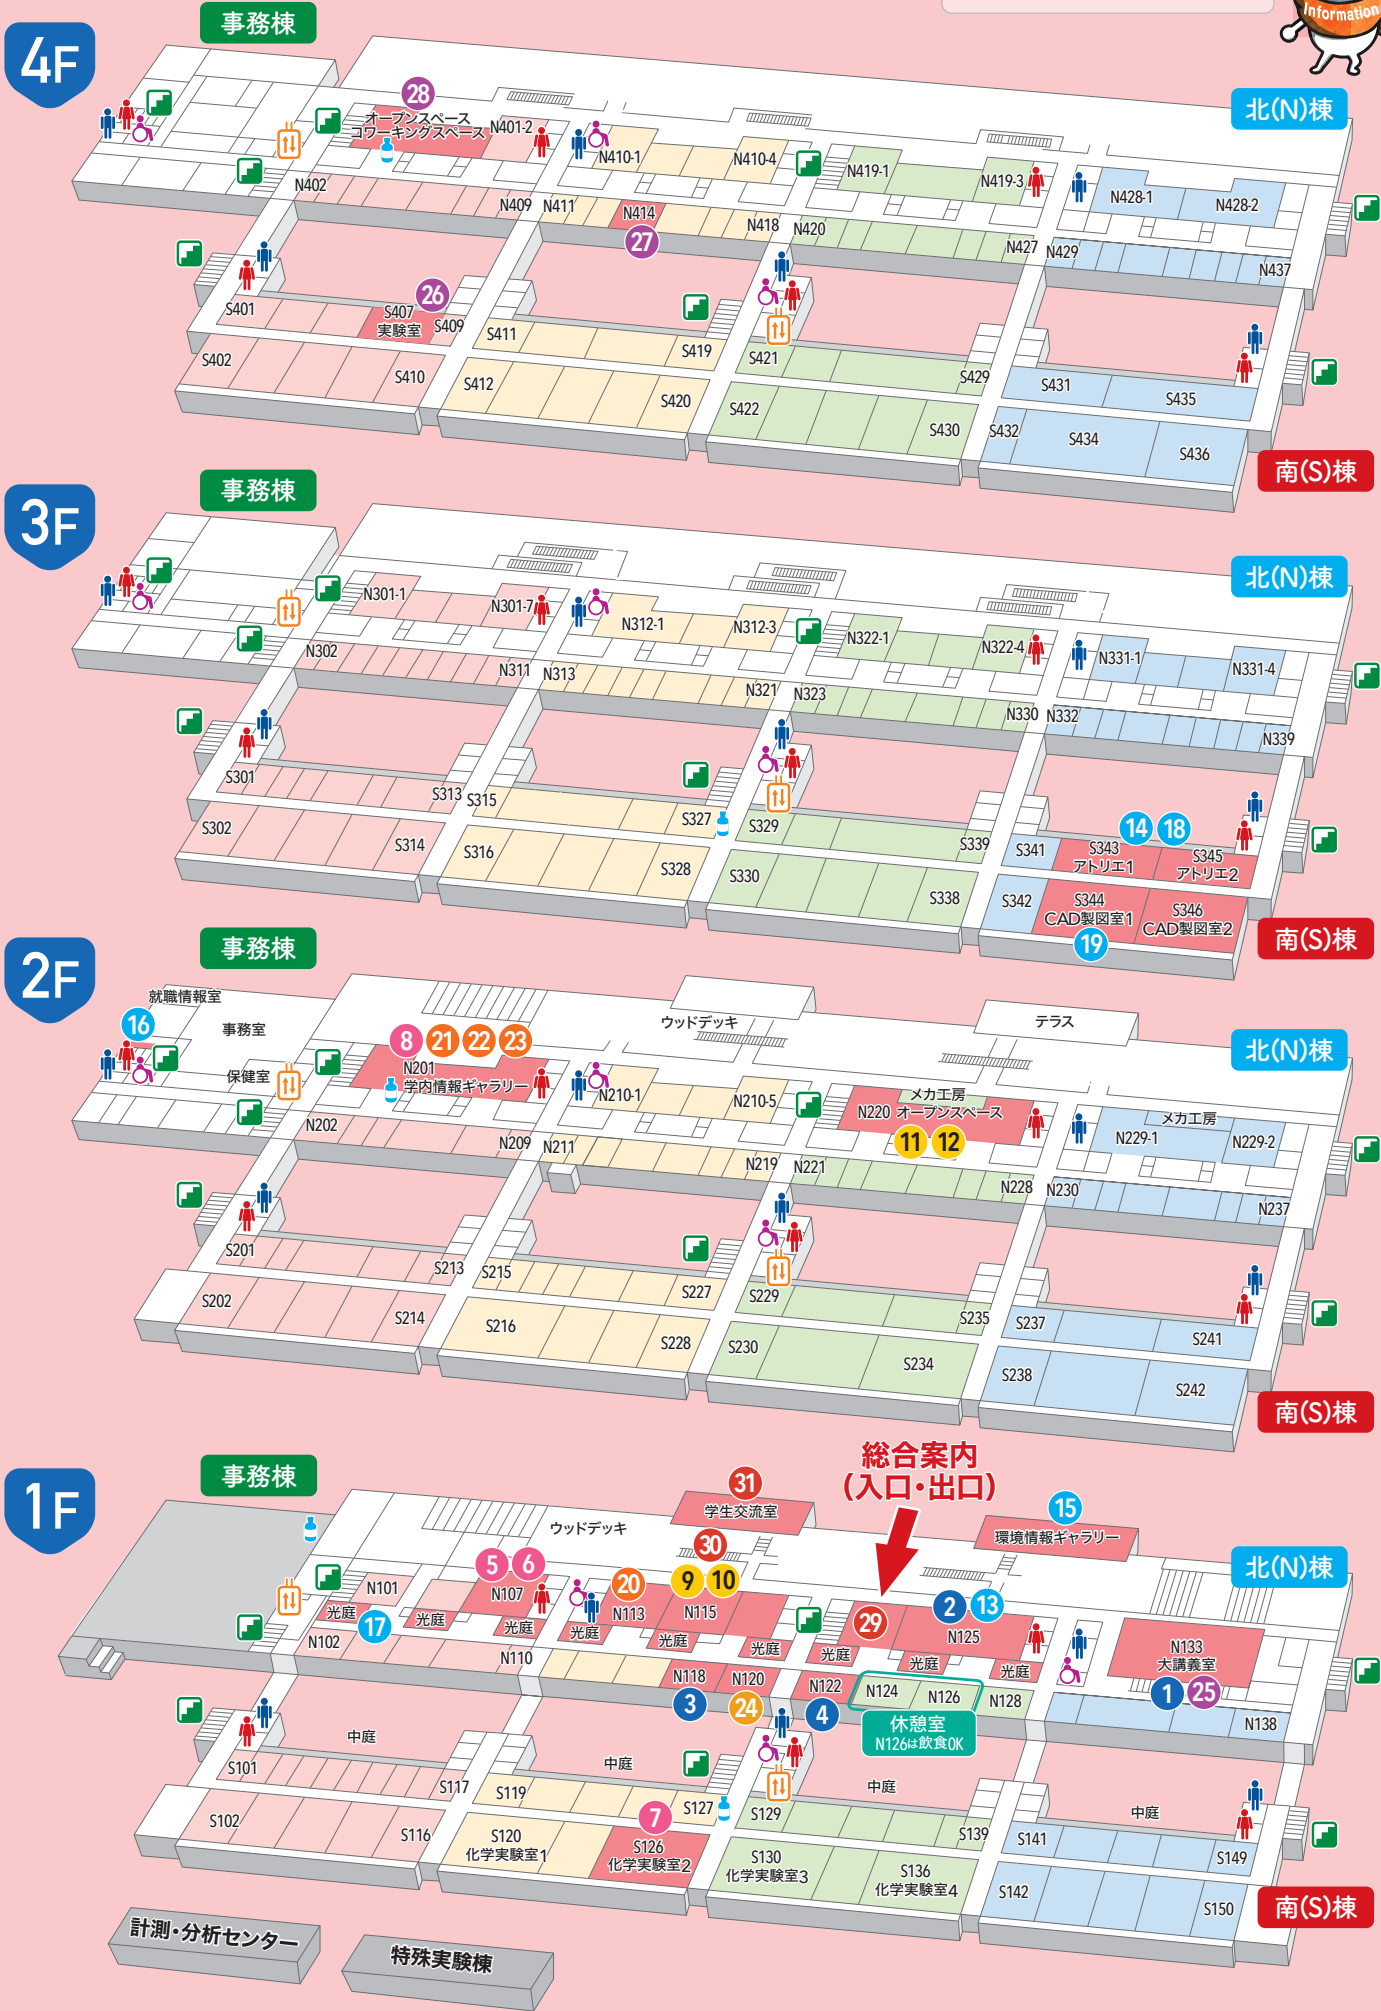 Information
4F
事務棟
北(N)棟
28
オープンスペース
コワーキングスペース
N401-2
N410-1
N410-4
N419-1
N419-3
N428-1
N428-2
N402
N409
N411
N414
27
N418
N420
N427
N429
N437
26
S401
S407
実験室
S409
S411
S419
S421
S429
S431
S435
S402
S410
S412
S420
S422
S430
S432
S434
S436
南(S)棟
3F
事務棟
北(N)棟
N301-1
N301-7
N312-1
N312-3
N322-1
N322-4
N331-1
N331-4
N302
N311
N313
N321
N323
N330
N332
N339
14
18
S301
S313
S315
S327
S329
S339
S341
S343
アトリエ1
S345
アトリエ2
S302
S314
S316
S328
S330
S338
S342
S344
CAD製図室1
19
S346
CAD製図室2
南(S)棟
2F
事務棟
北(N)棟
就職情報室
16
事務室
保健室
ウッドデッキ
テラス
8
21
22
23
N201
学内情報ギャラリー
N210-1
N210-5
メカ工房
N220 オープンスペース
11
12
メカ工房
N229-1
N229-2
N202
N209
N211
N219
N221
N228
N230
N237
S201
S213
S215
S227
S229
S235
S237
S241
S202
S214
S216
S228
S230
S234
S238
S242
南(S)棟
1F
事務棟
総合案内
(入口・出口)
31
学生交流室
15
環境情報ギャラリー
北(N)棟
ウッドデッキ
30
5
6
20
9
10
29
2
13
N101
N107
N113
N115
N125
N133
大講義室
1
25
光庭
17
光庭
光庭
光庭
光庭
光庭
光庭
光庭
光庭
N102
N110
N118
3
N120
24
N122
4
N124
N126
N128
N138
休憩室
N126は飲食OK
中庭
中庭
中庭
中庭
S101
S117
S119
7
S127
S129
S139
S141
S149
S102
S116
S120
化学実験室1
S126
化学実験室2
S130
化学実験室3
S136
化学実験室4
S142
S150
南(S)棟
計測・分析センター
特殊実験棟